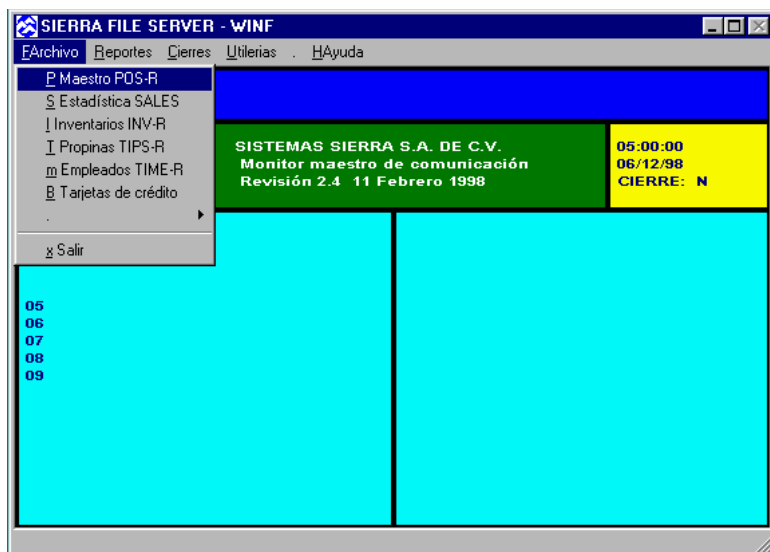 SIERRA FILE SERVER - WINF
FArchivo Reportes Cierres Utilerias . HAyuda
P Maestro POS-R
S Estadística SALES
I Inventarios INV-R
T Propinas TIPS-R
m Empleados TIME-R
B Tarjetas de crédito
.
x Salir
SISTEMAS SIERRA S.A. DE C.V.
Monitor maestro de comunicación
Revisión 2.4 11 Febrero 1998
05:00:00
06/12/98
CIERRE: N
05
06
07
08
09